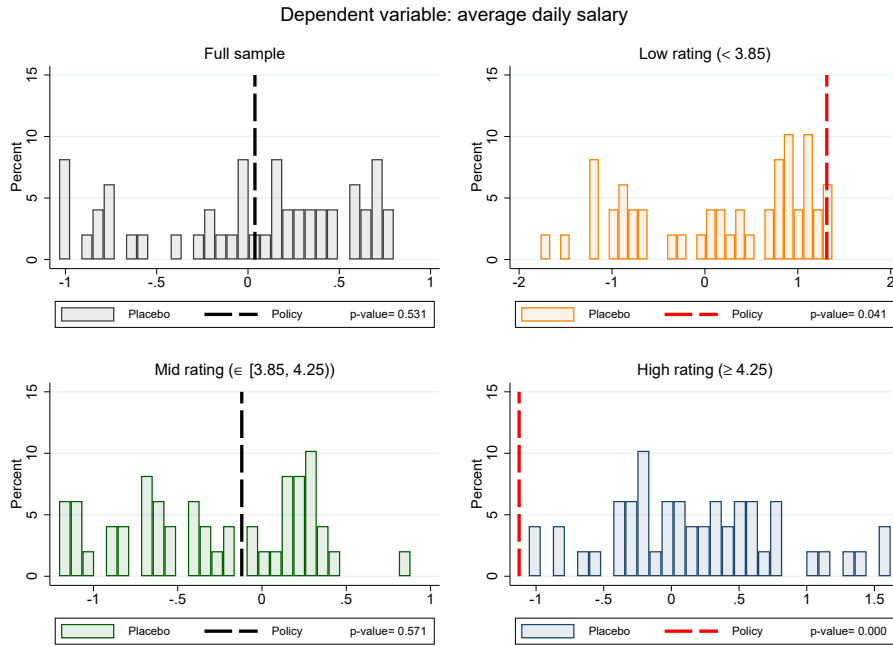 Dependent variable: average daily salary
Full sample
Percent
15
10
5
0
-1 -.5 0 .5 1
Placebo Policy p-value= 0.531
Low rating (< 3.85)
Percent
15
10
5
0
-2 -1 0 1 2
Placebo Policy p-value= 0.041
Mid rating (∈ [3.85, 4.25))
Percent
15
10
5
0
-1 -.5 0 .5 1
Placebo Policy p-value= 0.571
High rating (≥ 4.25)
Percent
15
10
5
0
-1 -.5 0 .5 1 1.5
Placebo Policy p-value= 0.000